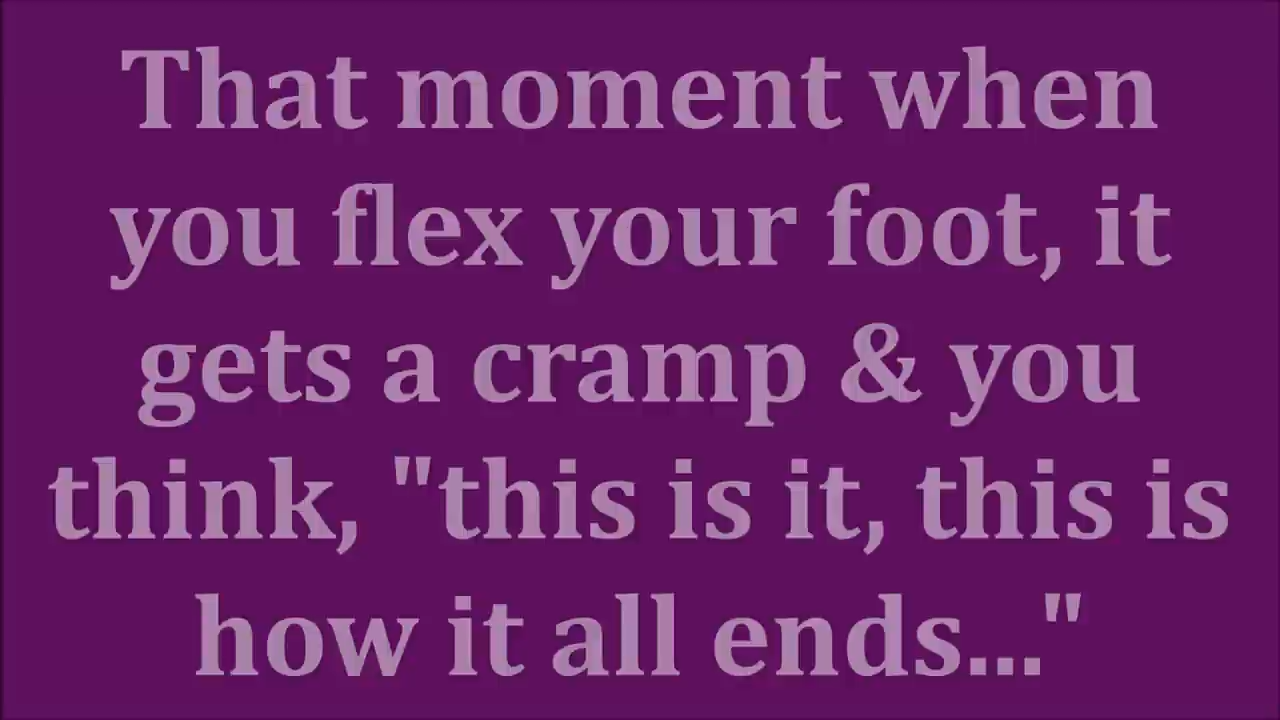 That moment when
you flex your foot, it
gets a cramp & you
think, "this is it, this is
how it all ends..."